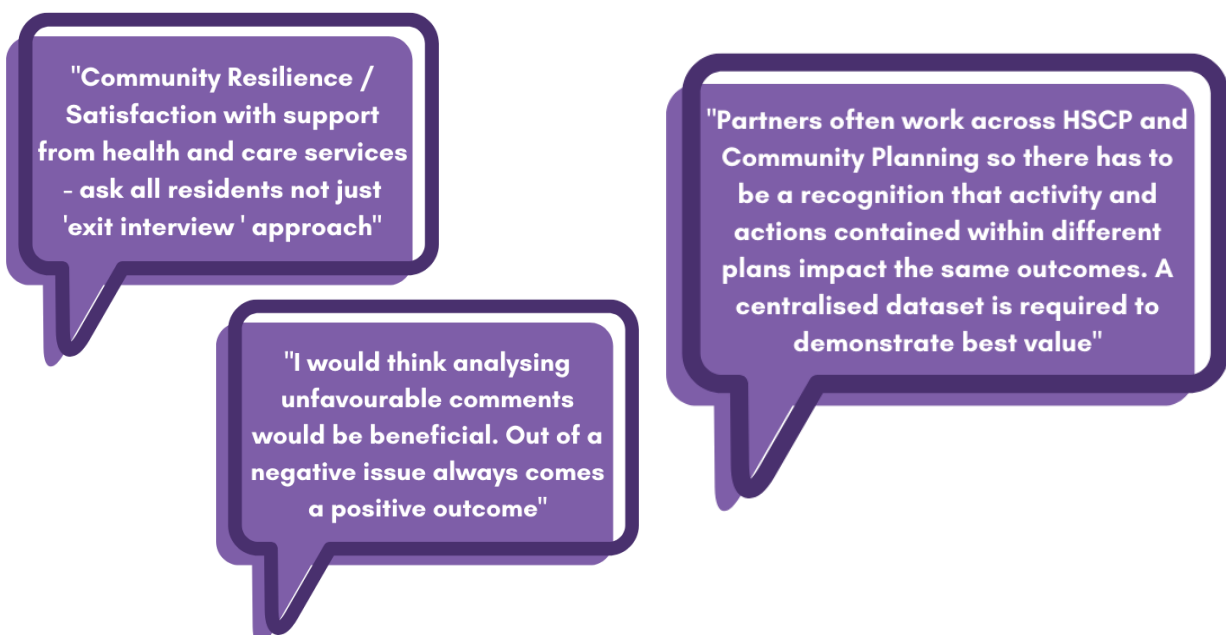 "Community Resilience /
Satisfaction with support
from health and care services
- ask all residents not just
'exit interview ' approach"
"I would think analysing
unfavourable comments
would be beneficial. Out of a
negative issue always comes
a positive outcome"
"Partners often work across HSCP and
Community Planning so there has to
be a recognition that activity and
actions contained within different
plans impact the same outcomes. A
centralised dataset is required to
demonstrate best value"